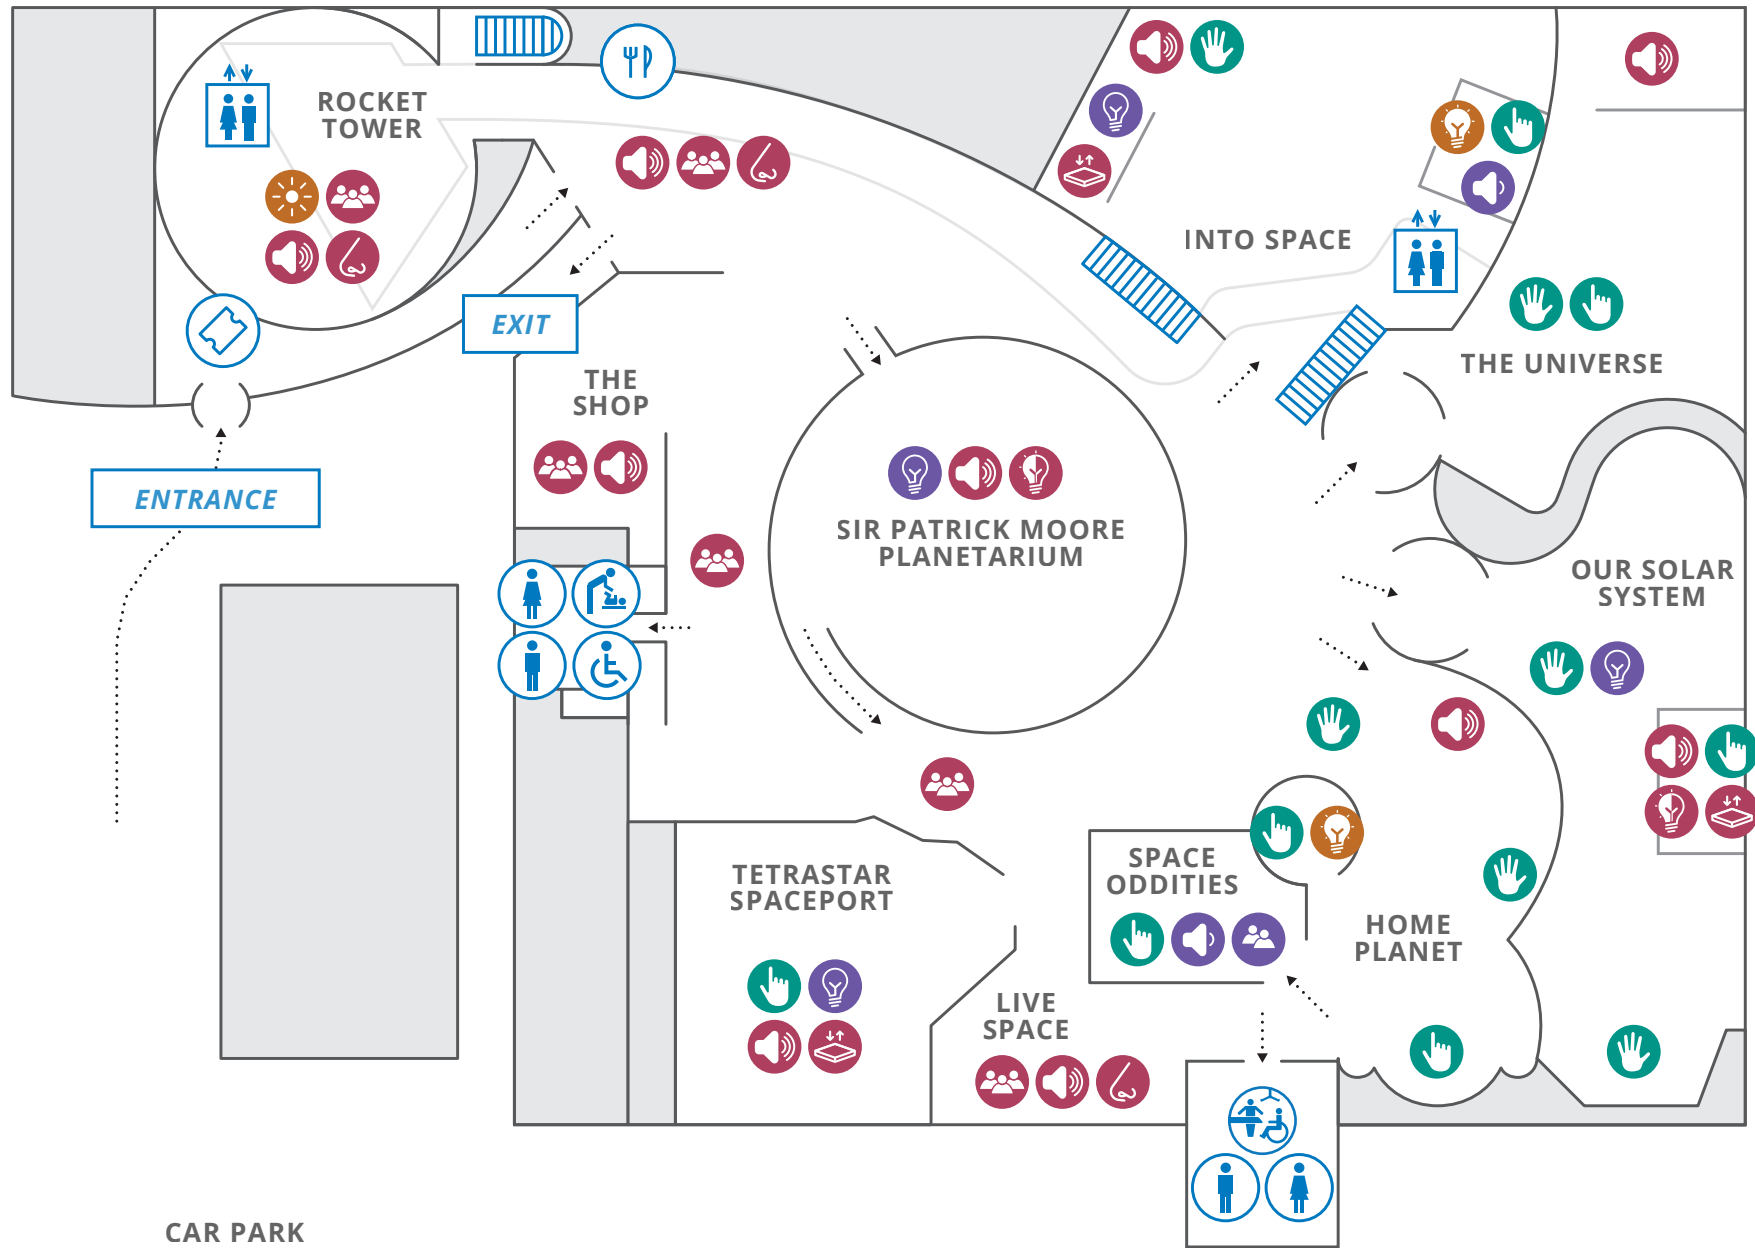 ROCKET
TOWER
INTO SPACE
EXIT
THE UNIVERSE
THE
SHOP
ENTRANCE
SIR PATRICK MOORE
PLANETARIUM
OUR SOLAR
SYSTEM
TETRASTAR
SPACEPORT
SPACE
ODDITIES
HOME
PLANET
LIVE
SPACE
CAR PARK